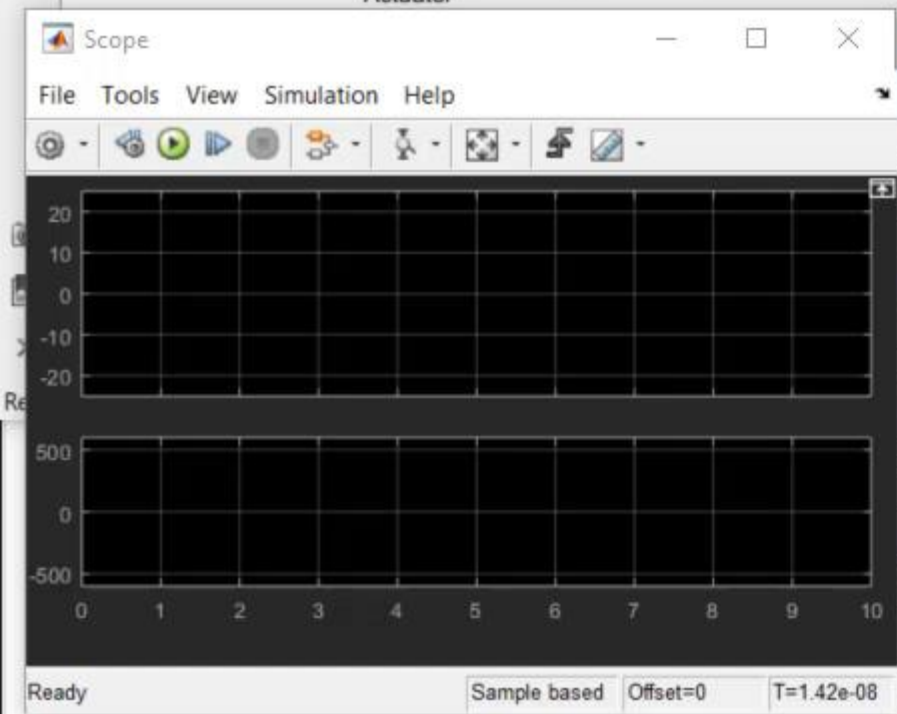 Actuator
Scope
File Tools View Simulation Help
20
10
0
-10
-20
Re
500
0
-500
0 1 2 3 4 5 6 7 8 9 10
Ready Sample based Offset=0 T=1.42e-08